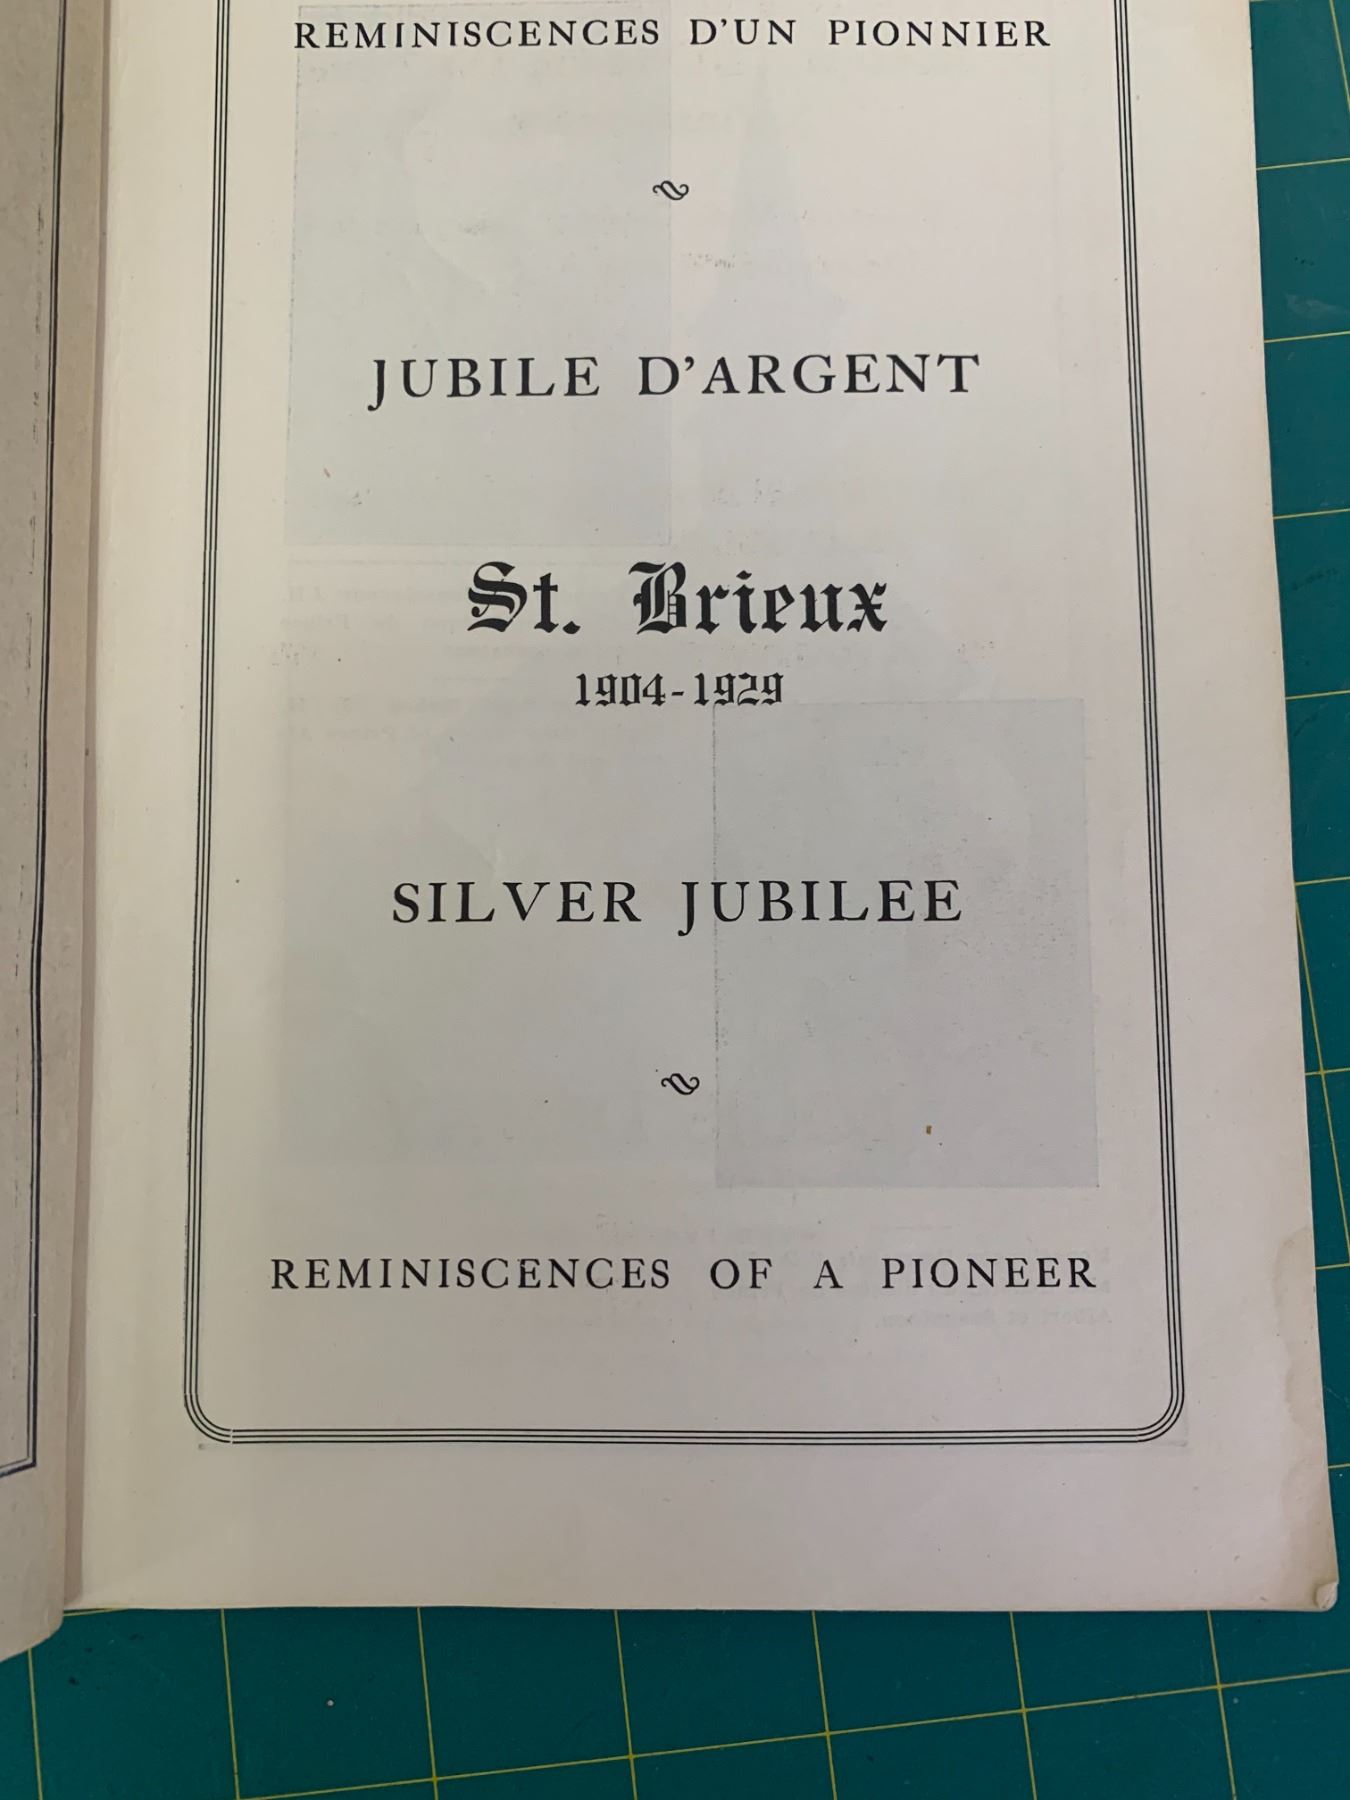 REMINISCENCES D'UN PIONNIER
JUBILE D'ARGENT
St. Brieux
1904-1929
SILVER JUBILEE
REMINISCENCES OF A PIONEER